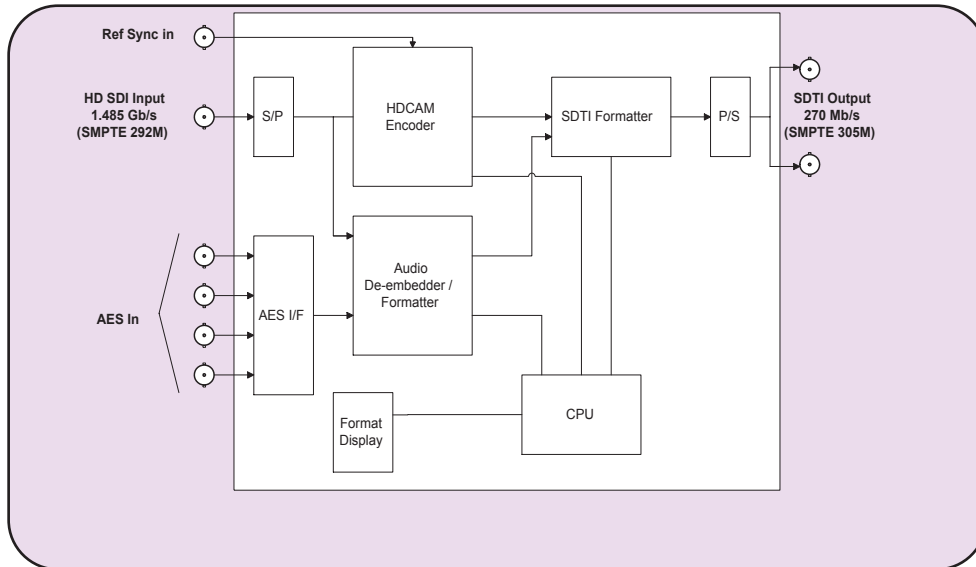 Ref Sync in
HD SDI Input
1.485 Gb/s
(SMPTE 292M)
S/P
HDCAM
Encoder
SDTI Formatter
P/S
SDTI Output
270 Mb/s
(SMPTE 305M)
AES In
AES I/F
Audio
De-embedder /
Formatter
Format
Display
CPU